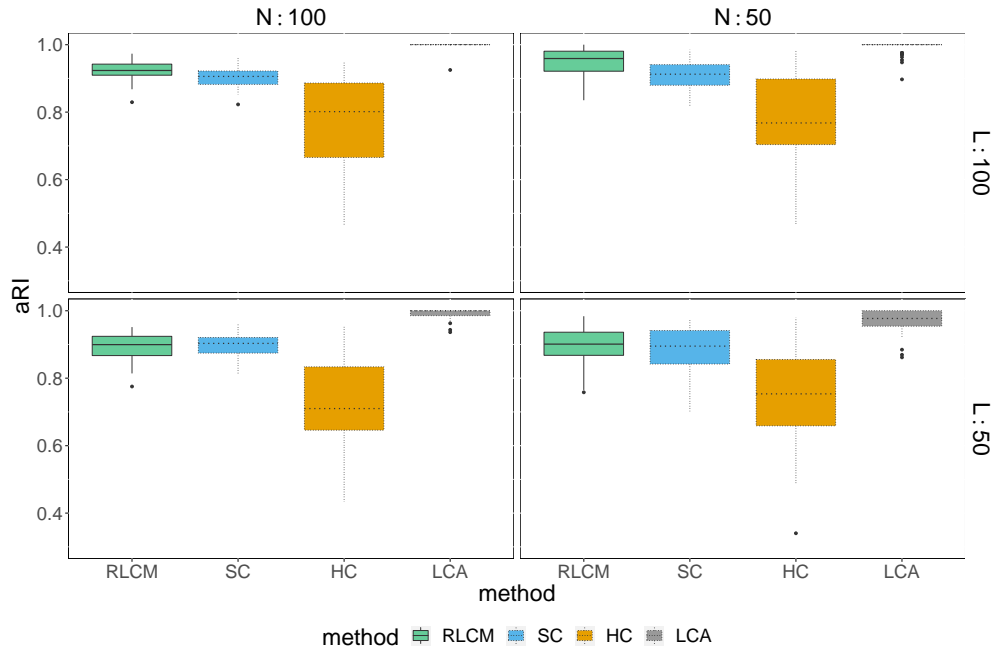 N : 100 N : 50
1.0
0.8
0.6
0.4
L : 100
aRI
1.0
0.8
0.6
0.4
L : 50
RLCM SC HC LCA RLCM SC HC LCA
method
method RLCM SC HC LCA